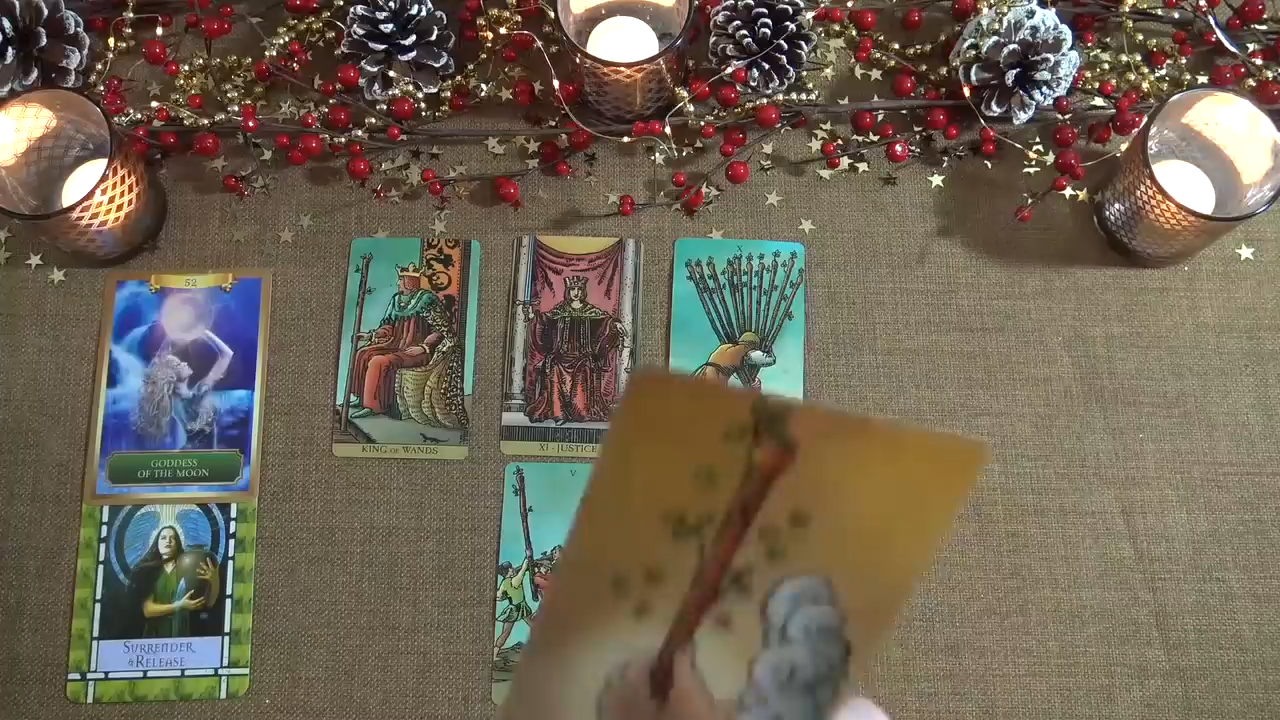 52
GODDESS
OF THE MOON
SURRENDER
& RELEASE
KING OF WANDS
XI - JUSTICE
X
V